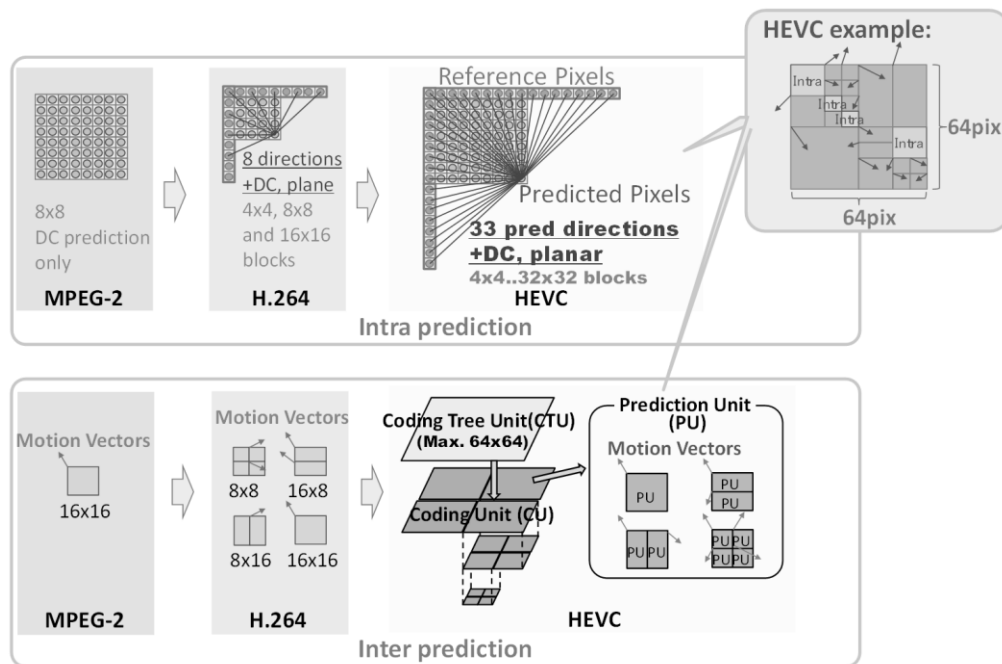 HEVC example:
Intra
Intra
Intra
Intra
64pix
64pix
Reference Pixels
8x8
DC prediction
only
MPEG-2
8 directions
+DC, plane
4x4, 8x8
and 16x16
blocks
H.264
Predicted Pixels
33 pred directions
+DC, planar
4x4..32x32 blocks
HEVC
Intra prediction
Motion Vectors
16x16
MPEG-2
Motion Vectors
8x8
16x8
8x16
16x16
H.264
Coding Tree Unit(CTU)
(Max. 64x64)
Coding Unit (CU)
HEVC
Prediction Unit
(PU)
Motion Vectors
PU
PU
PU
PU PU
PU PU
PU PU
Inter prediction